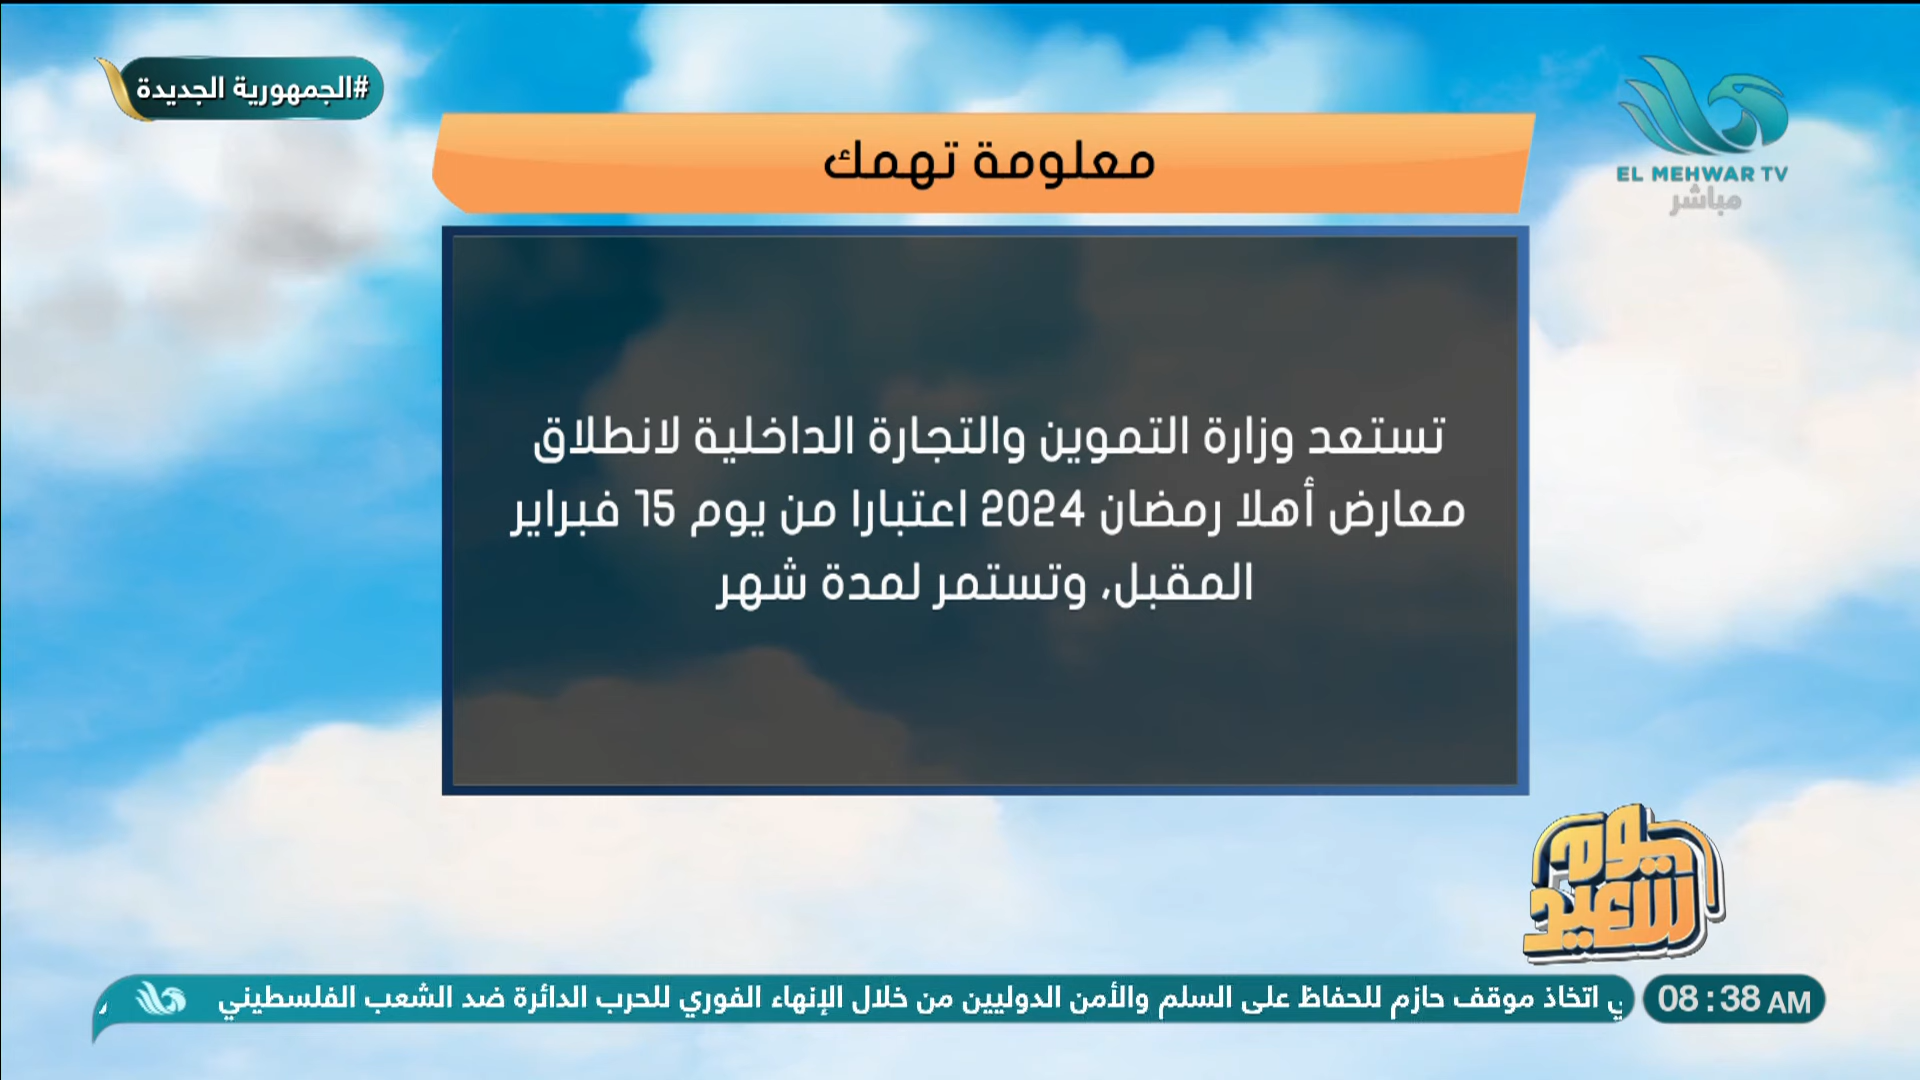 #الجمهورية الجديدة
EL MEHWAR TV
مباشر
معلومة تهمك
تستعد وزارة التموين والتجارة الداخلية لانطلاق
معارض أهلا رمضان 2024 اعتبارا من يوم 15 فبراير
المقبل، وتستمر لمدة شهر
يوم
سعيد
اتخاذ موقف حازم للحفاظ على السلم والأمن الدوليين من خلال الإنهاء الفوري للحرب الدائرة ضد الشعب الفلسطيني
08:38 AM